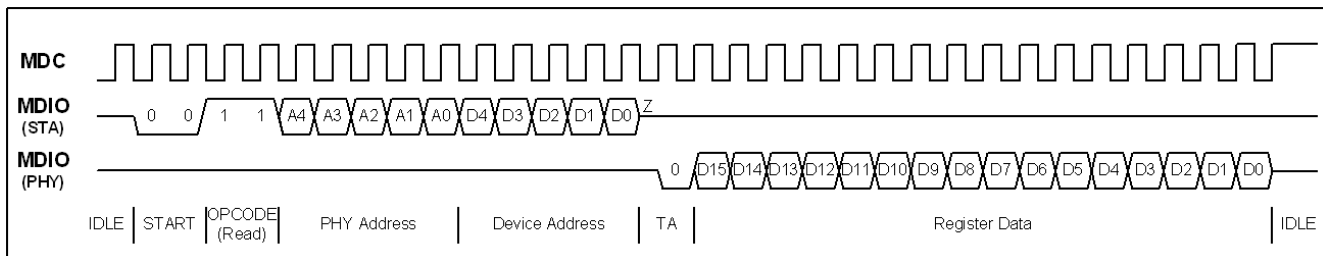 MDC
MDIO
(STA)
0 0 1 1 A4 A3 A2 A1 A0 D4 D3 D2 D1 D0 Z
MDIO
(PHY)
0 D15 D14 D13 D12 D11 D10 D9 D8 D7 D6 D5 D4 D3 D2 D1 D0
IDLE START OPCODE (Read) PHY Address Device Address TA Register Data IDLE